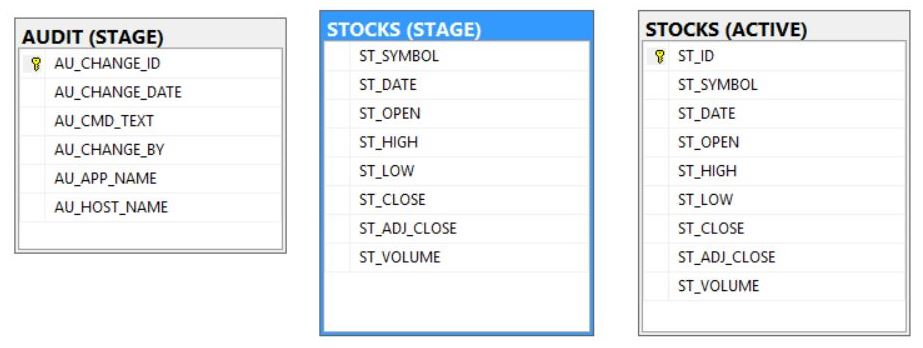 AUDIT (STAGE)
AU_CHANGE_ID
AU_CHANGE_DATE
AU_CMD_TEXT
AU_CHANGE_BY
AU_APP_NAME
AU_HOST_NAME
STOCKS (STAGE)
ST_SYMBOL
ST_DATE
ST_OPEN
ST_HIGH
ST_LOW
ST_CLOSE
ST_ADJ_CLOSE
ST_VOLUME
STOCKS (ACTIVE)
ST_ID
ST_SYMBOL
ST_DATE
ST_OPEN
ST_HIGH
ST_LOW
ST_CLOSE
ST_ADJ_CLOSE
ST_VOLUME